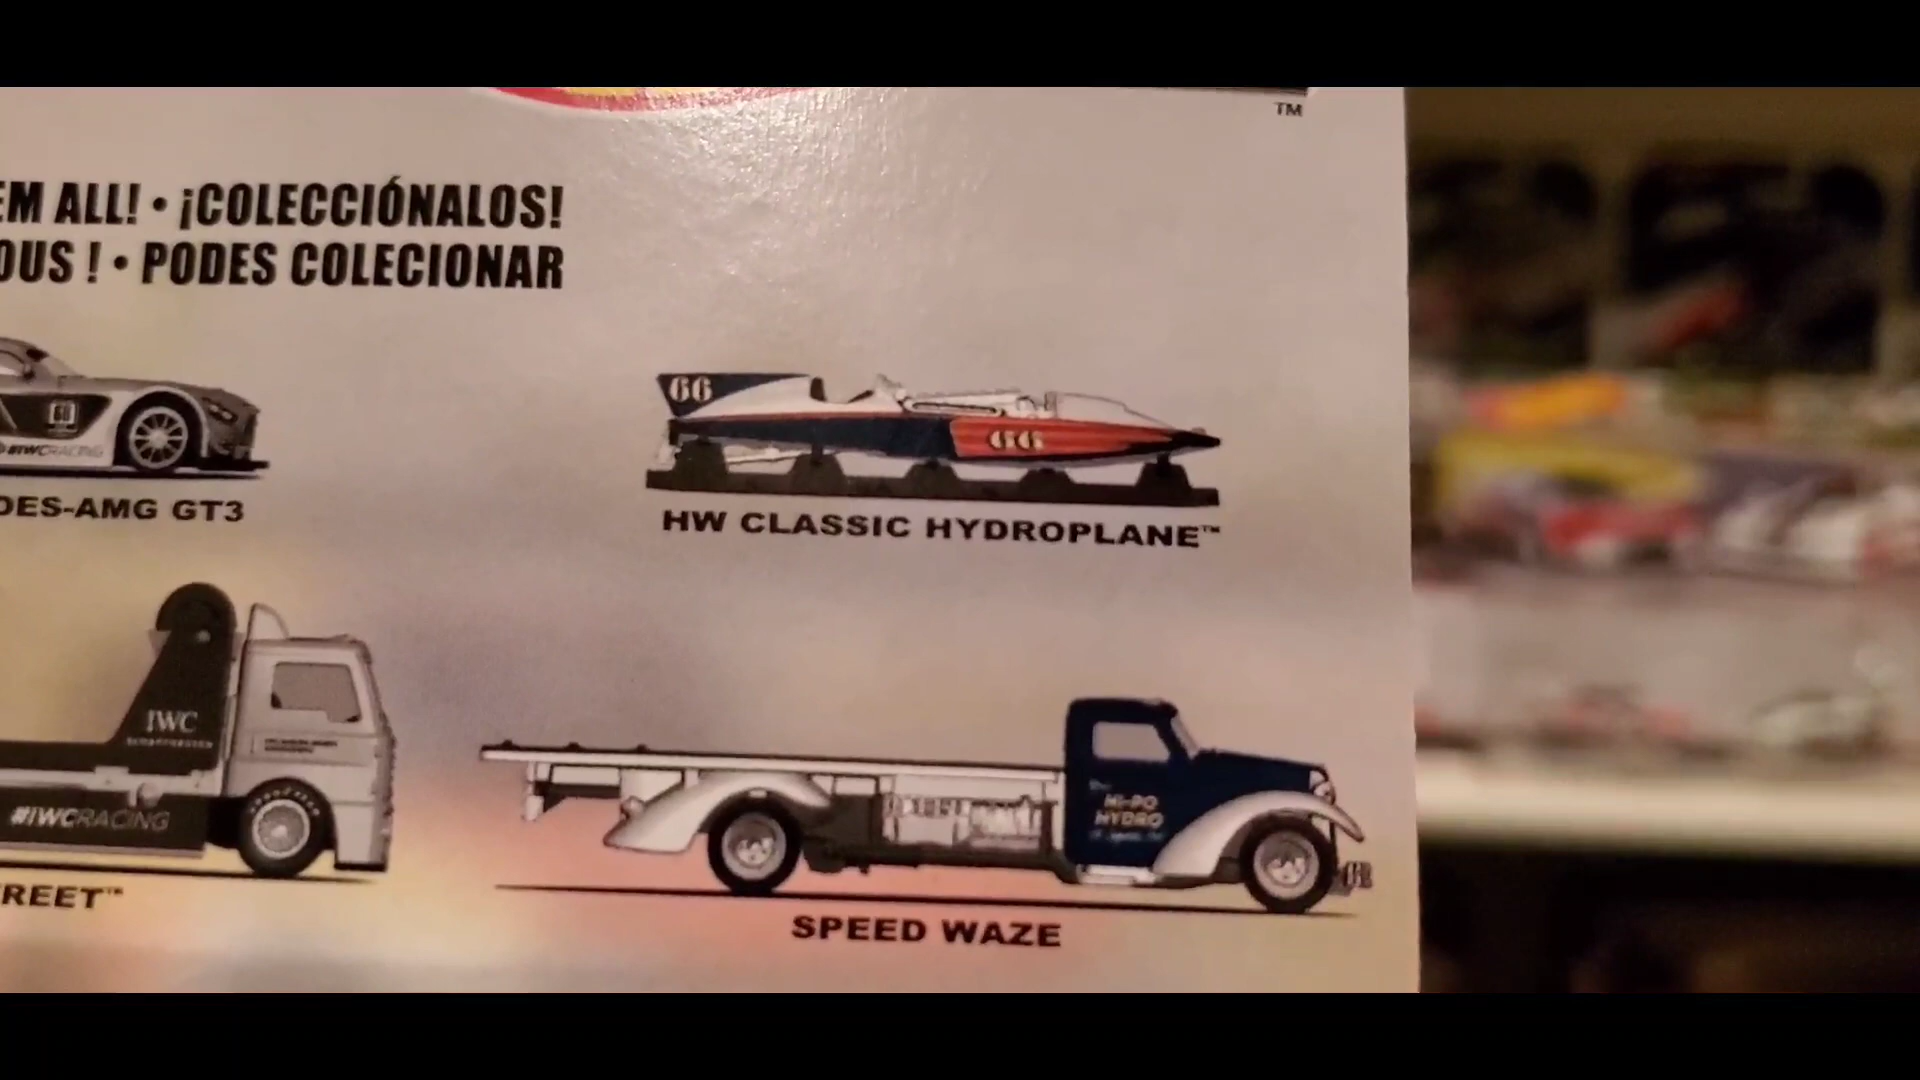 TM
EM ALL! • ¡COLECCIÓNALOS!
OUS ! • PODES COLECIONAR
66
66
#IWCRACING
DES-AMG GT3
HW CLASSIC HYDROPLANE™
IWC
#IWCRACING
HI-PO
HYDRO
REET™
SPEED WAZE